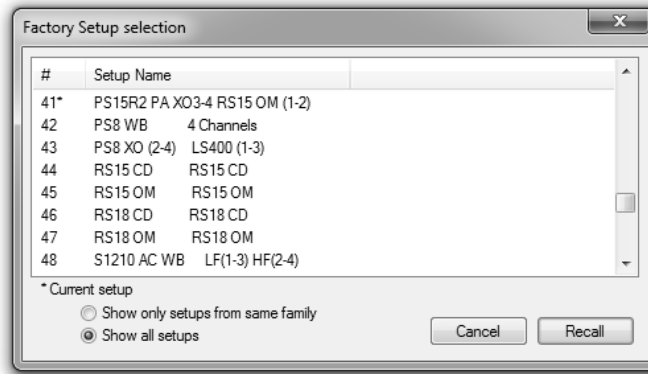 Factory Setup selection
# Setup Name
41* PS15R2 PA XO3-4 RS15 OM (1-2)
42 PS8 WB 4 Channels
43 PS8 XO (2-4) LS400 (1-3)
44 RS15 CD RS15 CD
45 RS15 OM RS15 OM
46 RS18 CD RS18 CD
47 RS18 OM RS18 OM
48 S1210 AC WB LF(1-3) HF(2-4)
* Current setup
Show only setups from same family
Show all setups
Cancel Recall